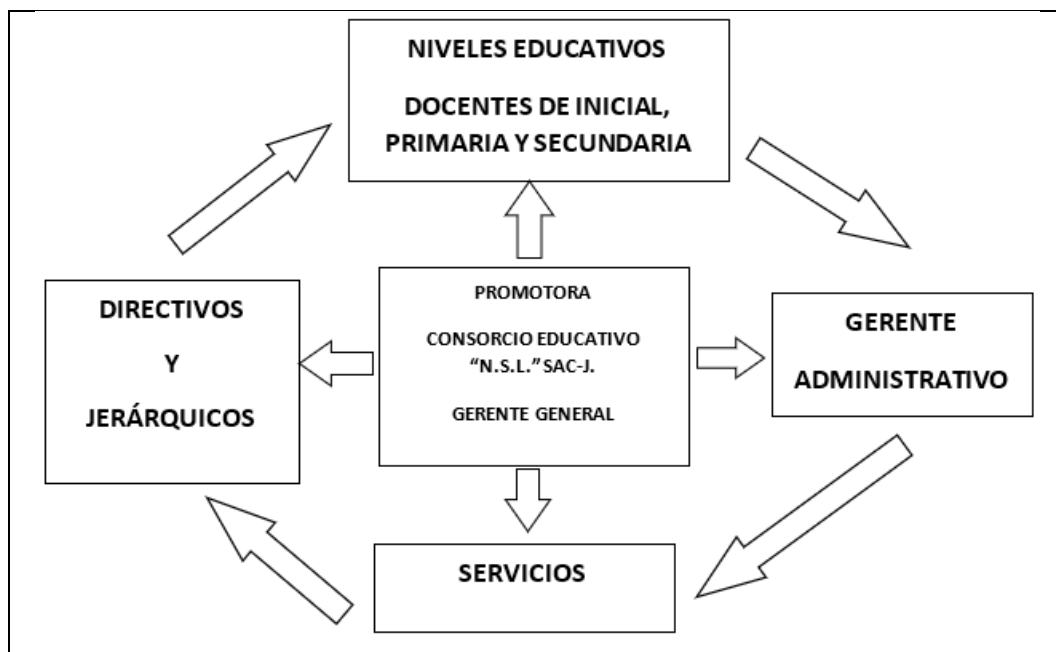 NIVELES EDUCATIVOS
DOCENTES DE INICIAL,
PRIMARIA Y SECUNDARIA
DIRECTIVOS
Y
JERÁRQUICOS
PROMOTORA
CONSORCIO EDUCATIVO
“N.S.L.” SAC-J.
GERENTE GENERAL
GERENTE
ADMINISTRATIVO
SERVICIOS